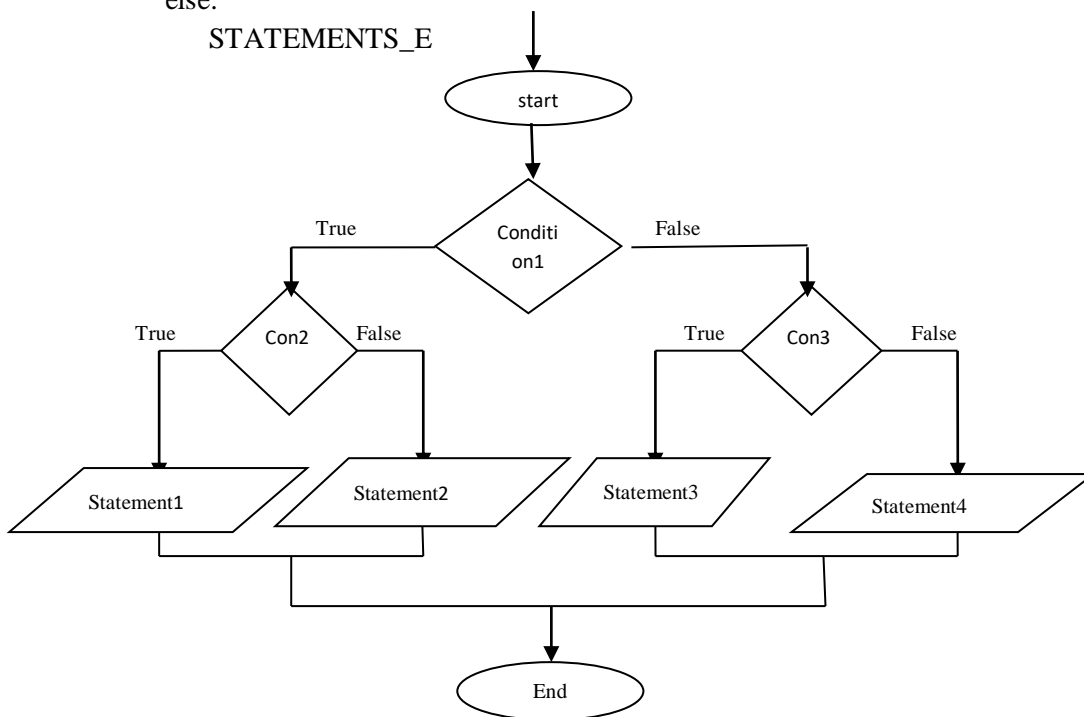 else:
STATEMENTS_E
start
Conditi
on1
True
False
Con2
True
False
Con3
True
False
Statement1
Statement2
Statement3
Statement4
End